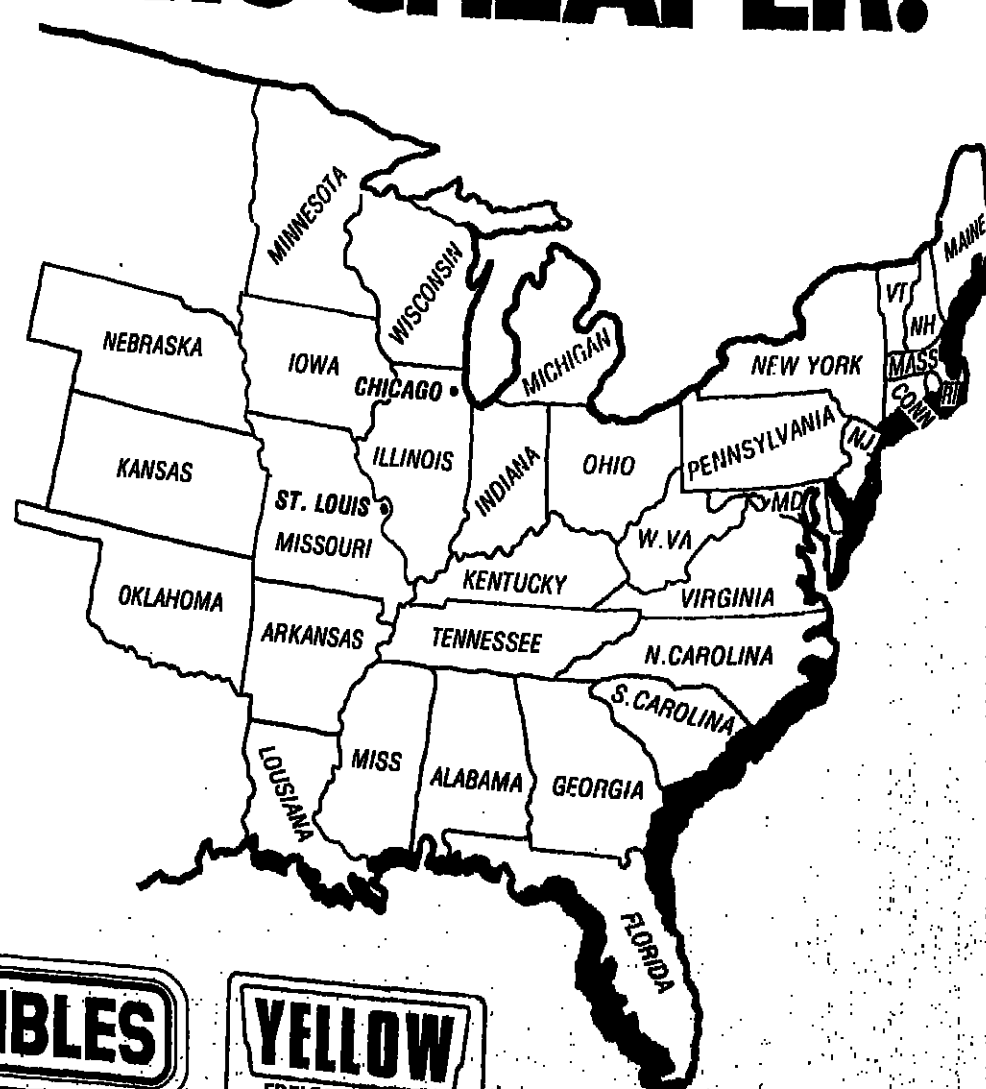 CHEAPER!
MAINE
MINNESOTA
WISCONSIN
VT
NH
NEBRASKA
IOWA
MICHIGAN
NEW YORK
MASS
CHICAGO
CONN
RI
ILLINOIS
INDIANA
OHIO
PENNSYLVANIA
NJ
KANSAS
ST. LOUIS
MD
MISSOURI
W.VA
KENTUCKY
VIRGINIA
OKLAHOMA
ARKANSAS
TENNESSEE
N.CAROLINA
S.CAROLINA
LOUSIANA
MISS
ALABAMA
GEORGIA
FLORIDA
IBLES
YELLOW